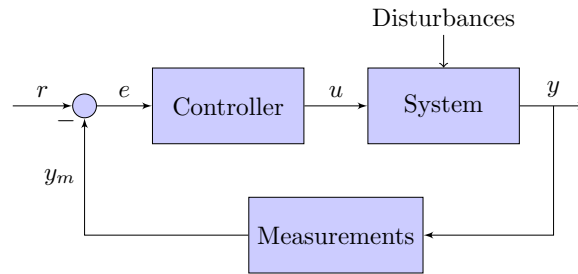 Disturbances
r
e
Controller
u
System
y
−
y_m
Measurements